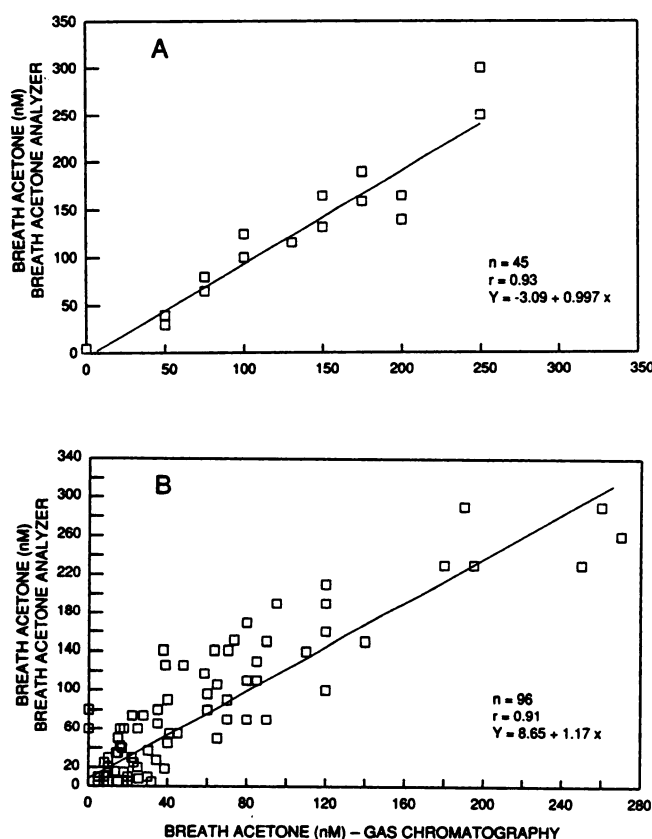 A
BREATH ACETONE (nM)
BREATH ACETONE ANALYZER
350
300
250
200
150
100
50
0
n = 45
r = 0.93
Y = -3.09 + 0.997 x
0 50 100 150 200 250 300 350
B
BREATH ACETONE (nM)
BREATH ACETONE ANALYZER
340
300
260
220
180
140
100
60
20
0
n = 96
r = 0.91
Y = 8.65 + 1.17 x
0 40 80 120 160 200 240 280
BREATH ACETONE (nM) – GAS CHROMATOGRAPHY